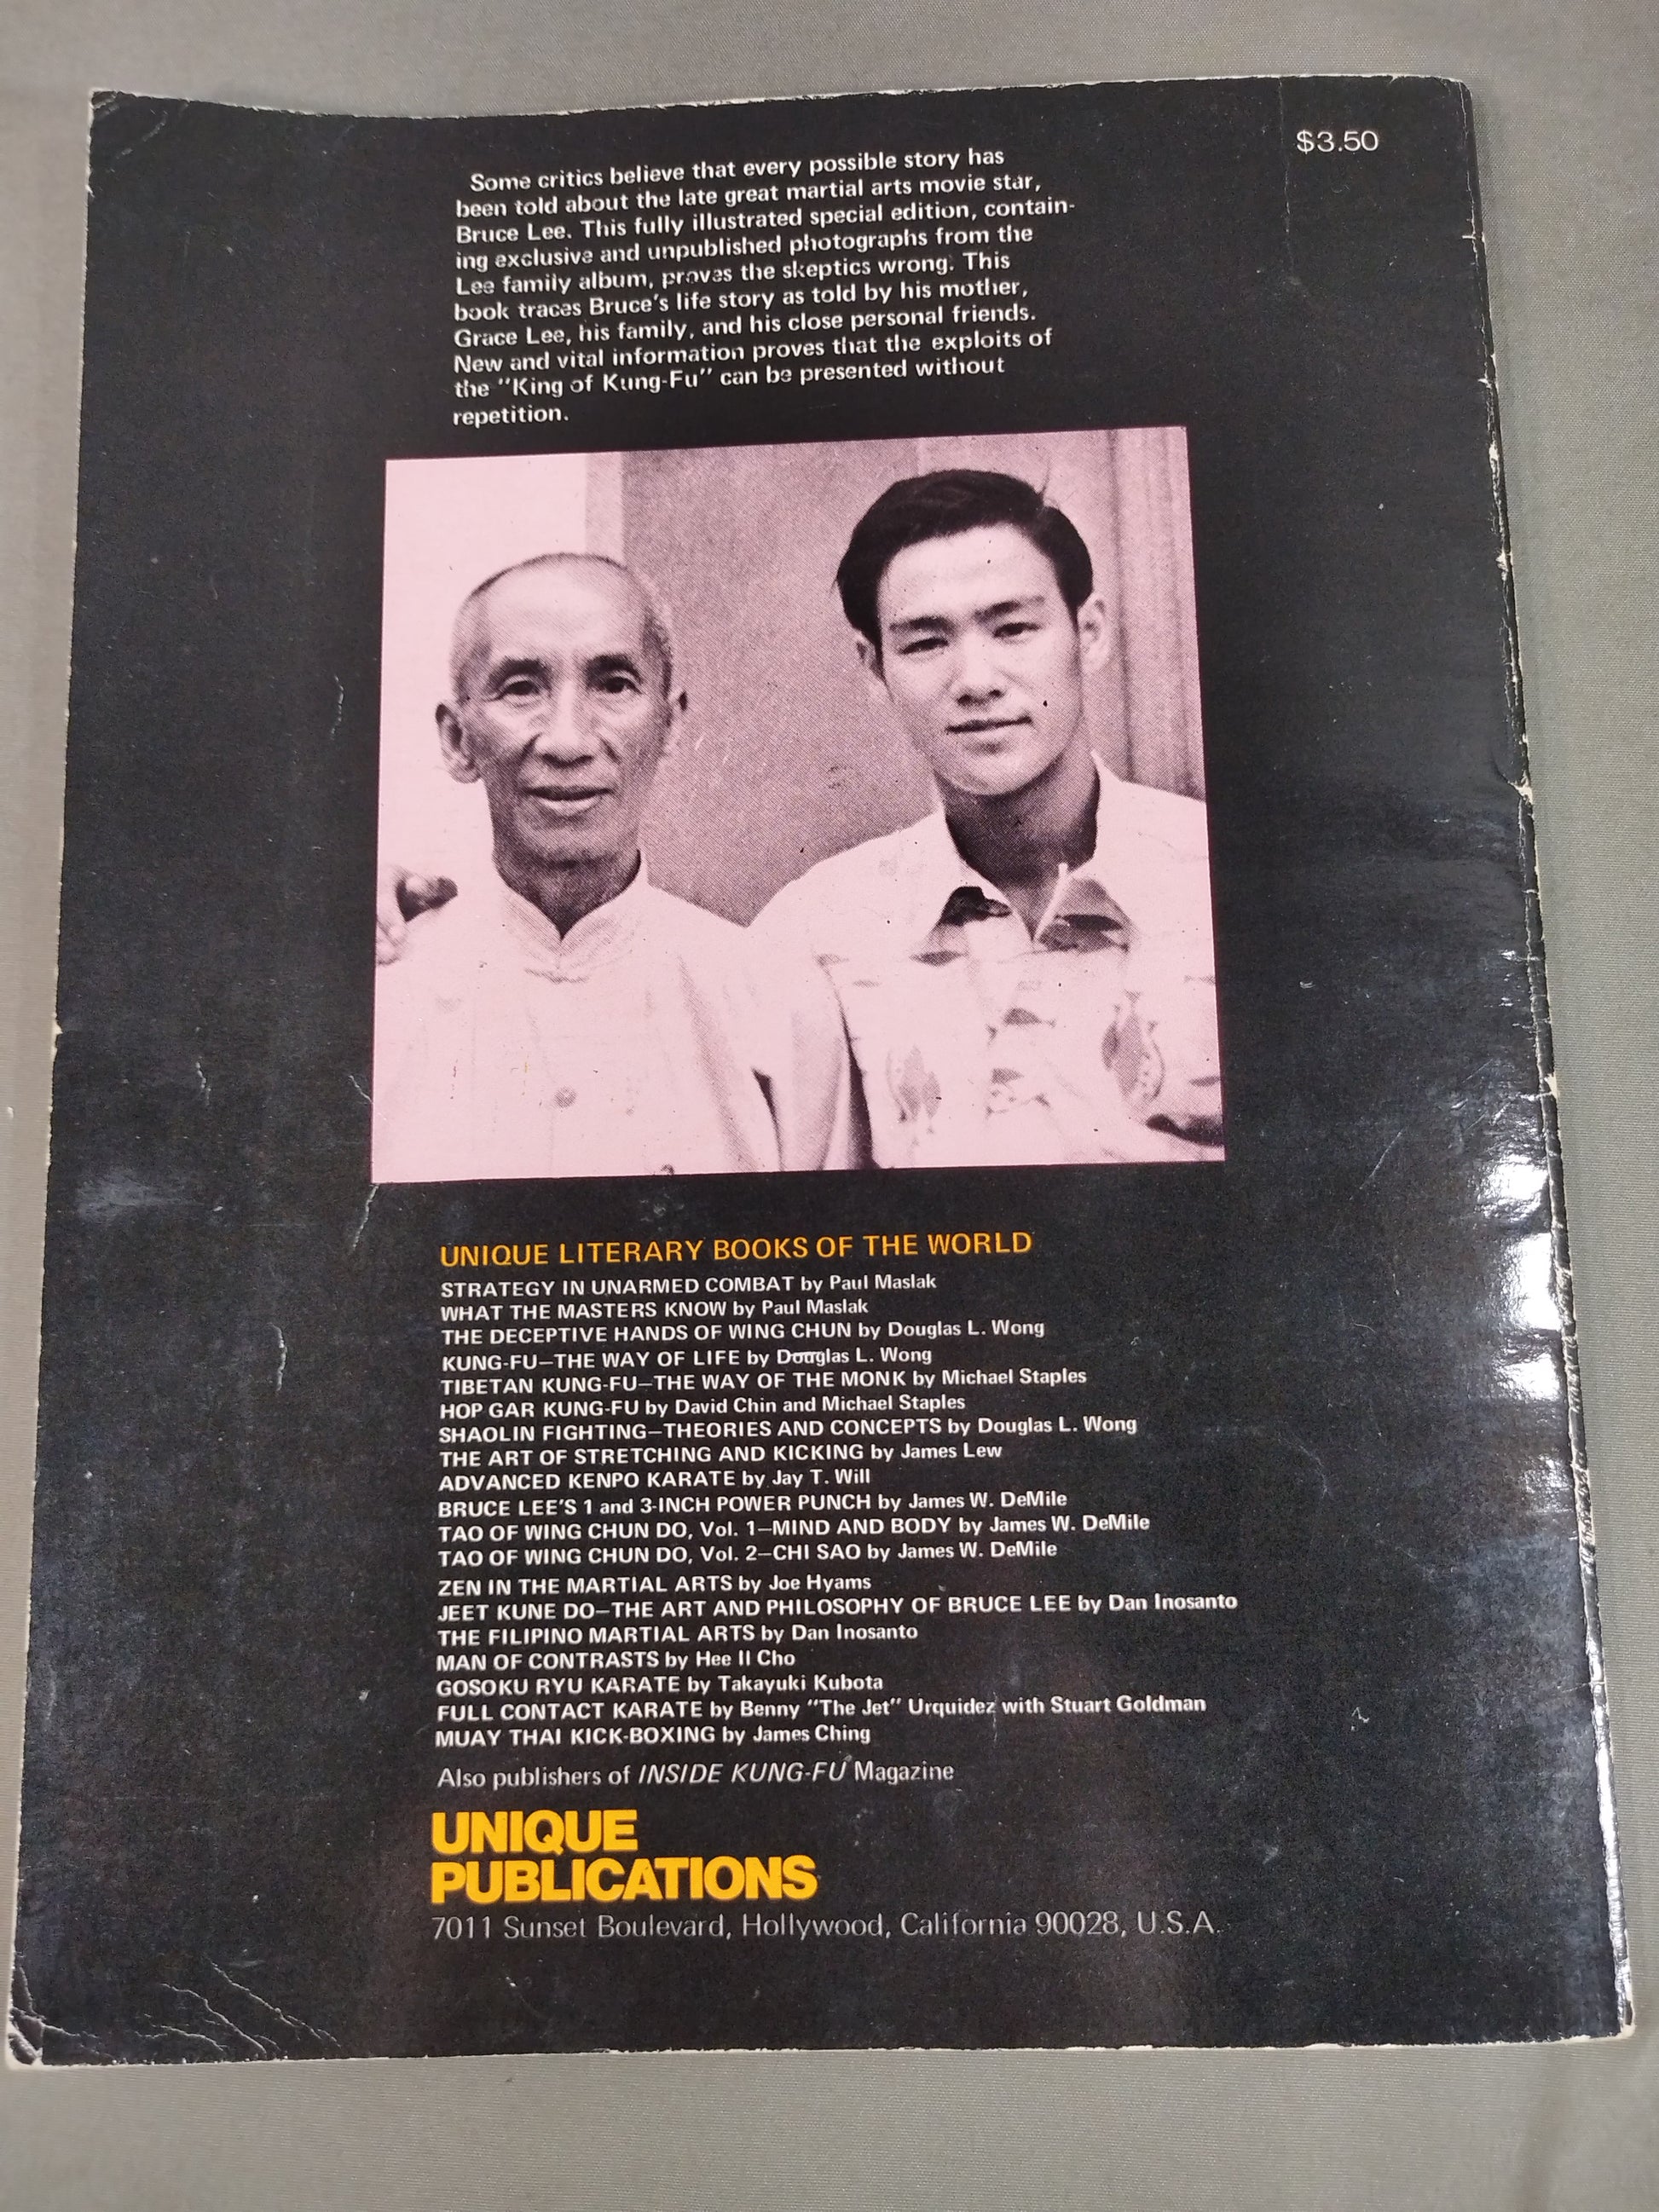 $3.50
Some critics believe that every possible story has
been told about the late great martial arts movie star,
Bruce Lee. This fully illustrated special edition, contain-
ing exclusive and unpublished photographs from the
Lee family album, proves the skeptics wrong. This
book traces Bruce's life story as told by his mother,
Grace Lee, his family, and his close personal friends.
New and vital information proves that the exploits of
the "King of Kung-Fu" can be presented without
repetition.
UNIQUE LITERARY BOOKS OF THE WORLD
STRATEGY IN UNARMED COMBAT by Paul Maslak
WHAT THE MASTERS KNOW by Paul Maslak
THE DECEPTIVE HANDS OF WING CHUN by Douglas L. Wong
KUNG-FU—THE WAY OF LIFE by Douglas L. Wong
TIBETAN KUNG-FU—THE WAY OF THE MONK by Michael Staples
HOP GAR KUNG-FU by David Chin and Michael Staples
SHAOLIN FIGHTING—THEORIES AND CONCEPTS by Douglas L. Wong
THE ART OF STRETCHING AND KICKING by James Lew
ADVANCED KENPO KARATE by Jay T. Will
BRUCE LEE'S 1 and 3-INCH POWER PUNCH by James W. DeMile
TAO OF WING CHUN DO, Vol. 1—MIND AND BODY by James W. DeMile
TAO OF WING CHUN DO, Vol. 2—CHI SAO by James W. DeMile
ZEN IN THE MARTIAL ARTS by Joe Hyams
JEET KUNE DO—THE ART AND PHILOSOPHY OF BRUCE LEE by Dan Inosanto
THE FILIPINO MARTIAL ARTS by Dan Inosanto
MAN OF CONTRASTS by Hee Il Cho
GOSOKU RYU KARATE by Takayuki Kubota
FULL CONTACT KARATE by Benny "The Jet" Urquidez with Stuart Goldman
MUAY THAI KICK-BOXING by James Ching
Also publishers of INSIDE KUNG-FU Magazine
UNIQUE
PUBLICATIONS
7011 Sunset Boulevard, Hollywood, California 90028, U.S.A.